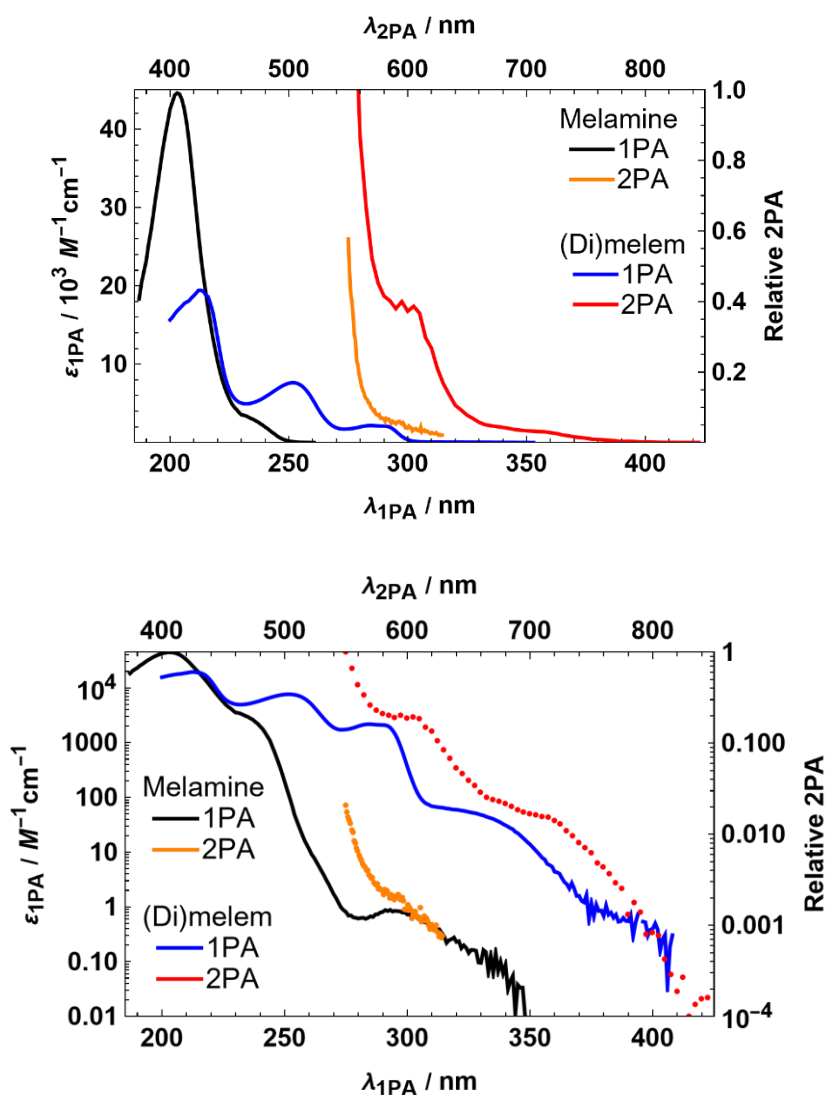 λ2PA / nm
400 500 600 700 800
ε1PA / 10³ M⁻¹cm⁻¹
40
30
20
10
Melamine
1PA
2PA
(Di)melem
1PA
2PA
1.0
0.8
0.6
0.4
0.2
Relative 2PA
200 250 300 350 400
λ1PA / nm
λ2PA / nm
400 500 600 700 800
ε1PA / M⁻¹cm⁻¹
10⁴
1000
100
10
1
0.10
0.01
Melamine
1PA
2PA
(Di)melem
1PA
2PA
1
0.100
0.010
0.001
10⁻⁴
Relative 2PA
200 250 300 350 400
λ1PA / nm